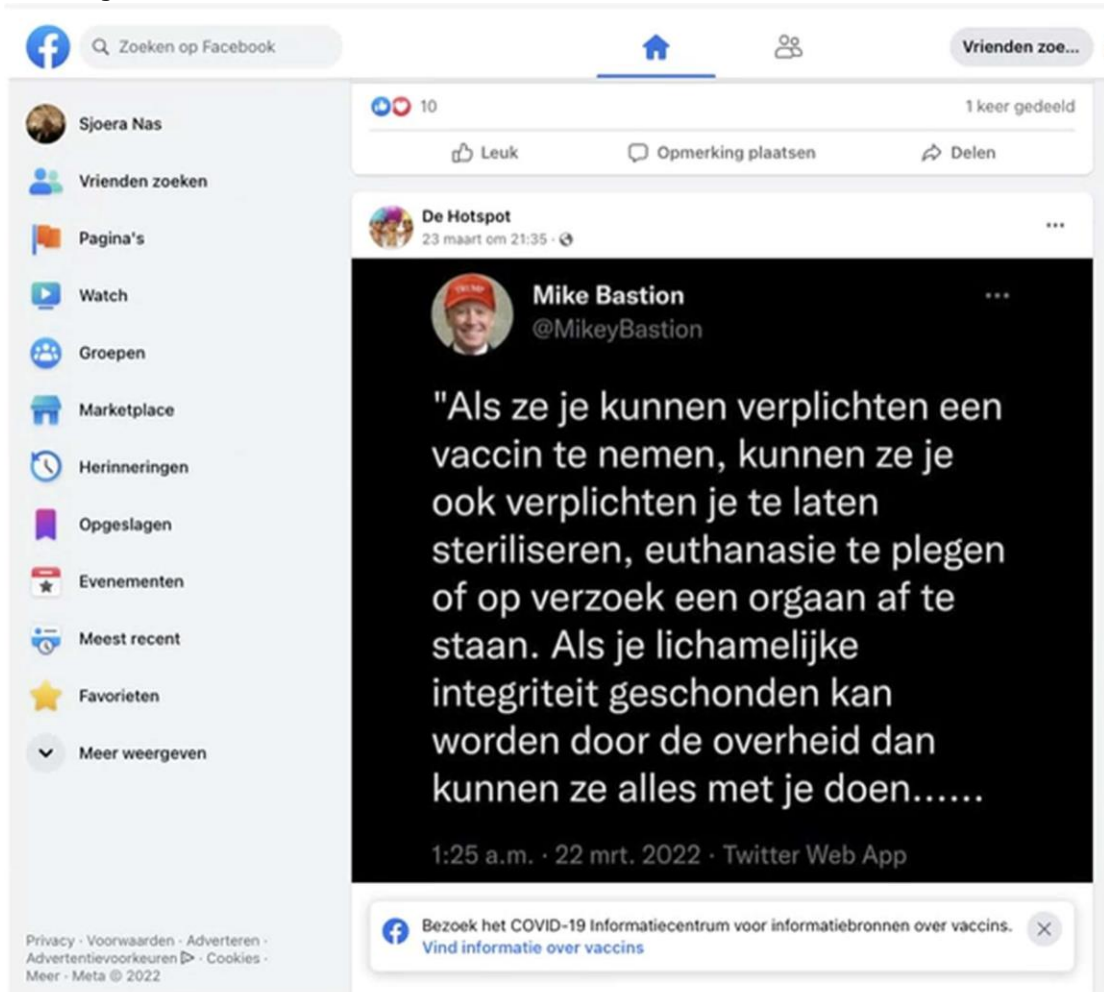 Zoeken op Facebook
Vrienden zoe...
Sjoera Nas
Vrienden zoeken
Pagina's
Watch
Groepen
Marketplace
Herinneringen
Opgeslagen
Evenementen
Meest recent
Favorieten
Meer weergeven
Privacy · Voorwaarden · Adverteren ·
Advertentievoorkeuren · Cookies ·
Meer · Meta © 2022
10
1 keer gedeeld
Leuk
Opmerking plaatsen
Delen
De Hotspot
23 maart om 21:35 ·
TRUMP
Mike Bastion
@MikeyBastion
"Als ze je kunnen verplichten een
vaccin te nemen, kunnen ze je
ook verplichten je te laten
steriliseren, euthanasie te plegen
of op verzoek een orgaan af te
staan. Als je lichamelijke
integriteit geschonden kan
worden door de overheid dan
kunnen ze alles met je doen......
1:25 a.m. · 22 mrt. 2022 · Twitter Web App
Bezoek het COVID-19 Informatiecentrum voor informatiebronnen over vaccins.
Vind informatie over vaccins